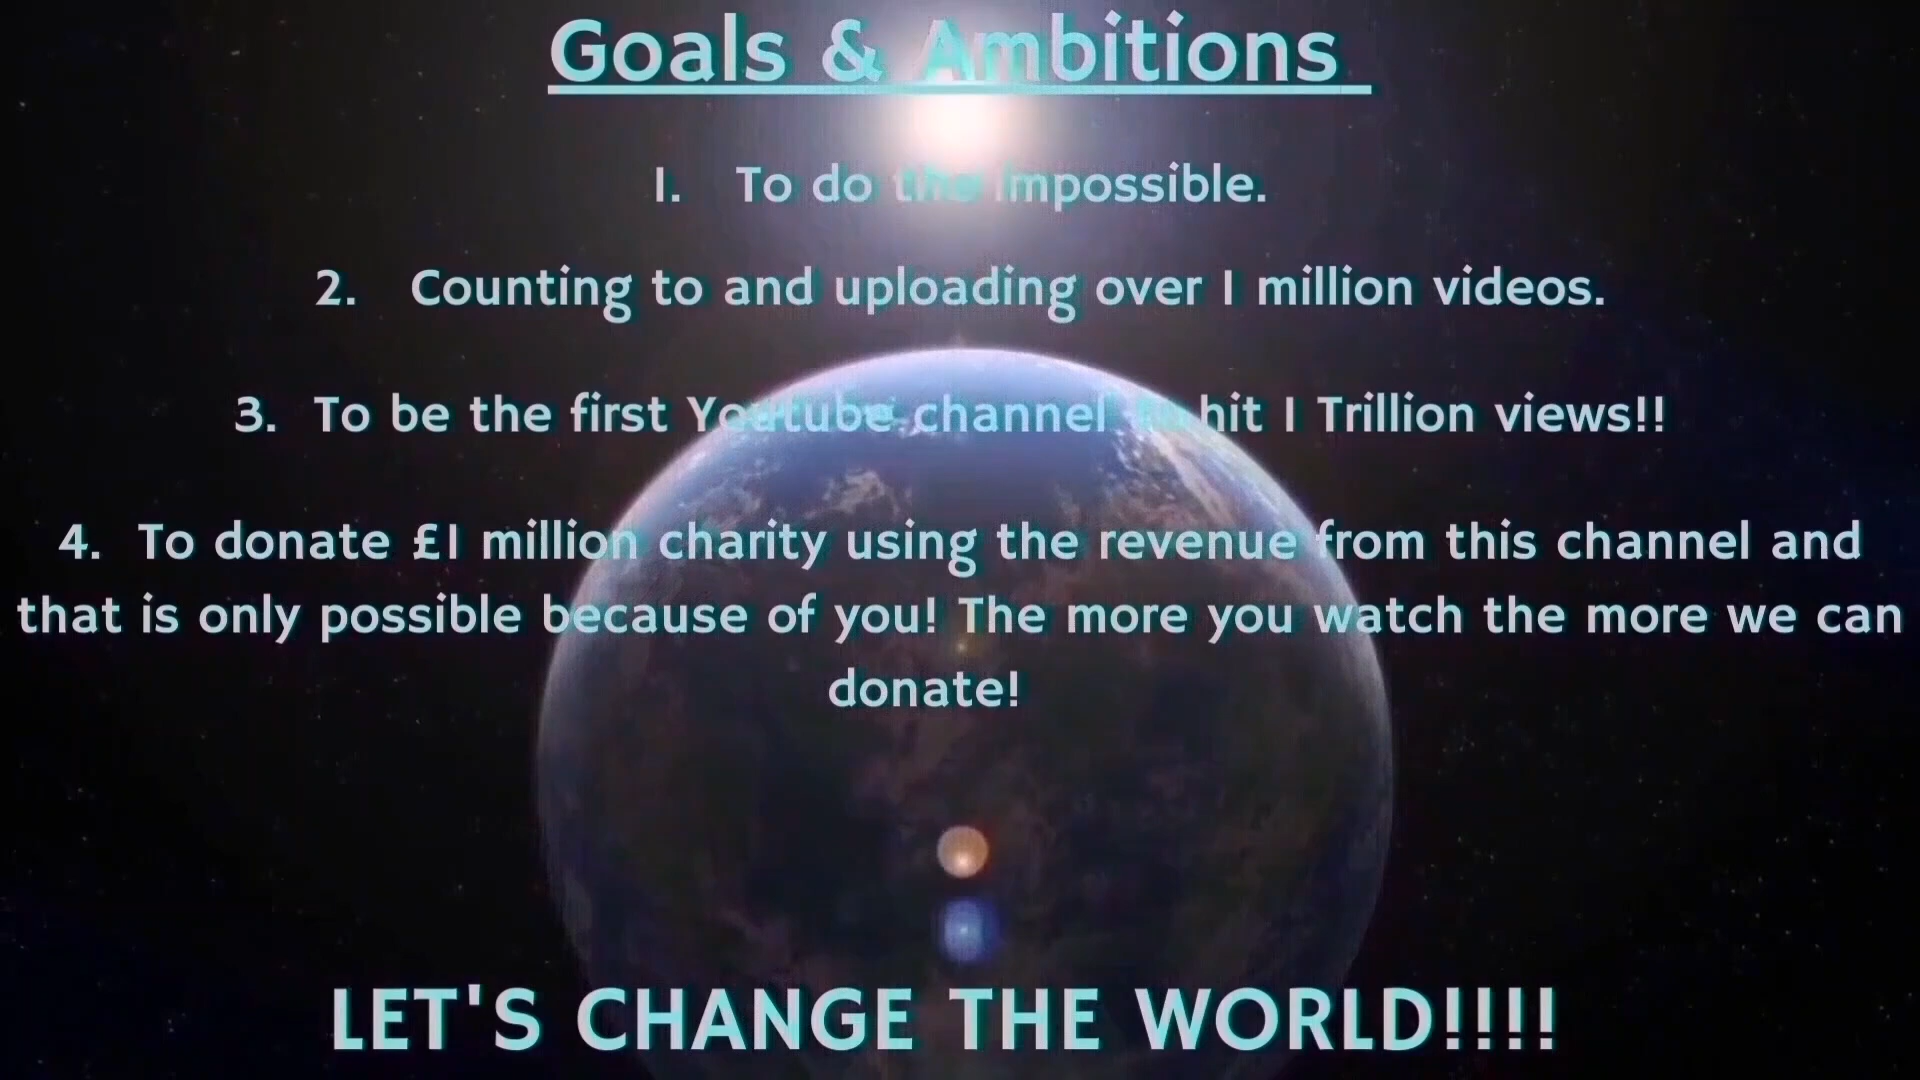 Goals & Ambitions
1. To do the impossible.
2. Counting to and uploading over 1 million videos.
3. To be the first Youtube channel to hit 1 Trillion views!!
4. To donate £1 million charity using the revenue from this channel and
that is only possible because of you! The more you watch the more we can
donate!
LET'S CHANGE THE WORLD!!!!